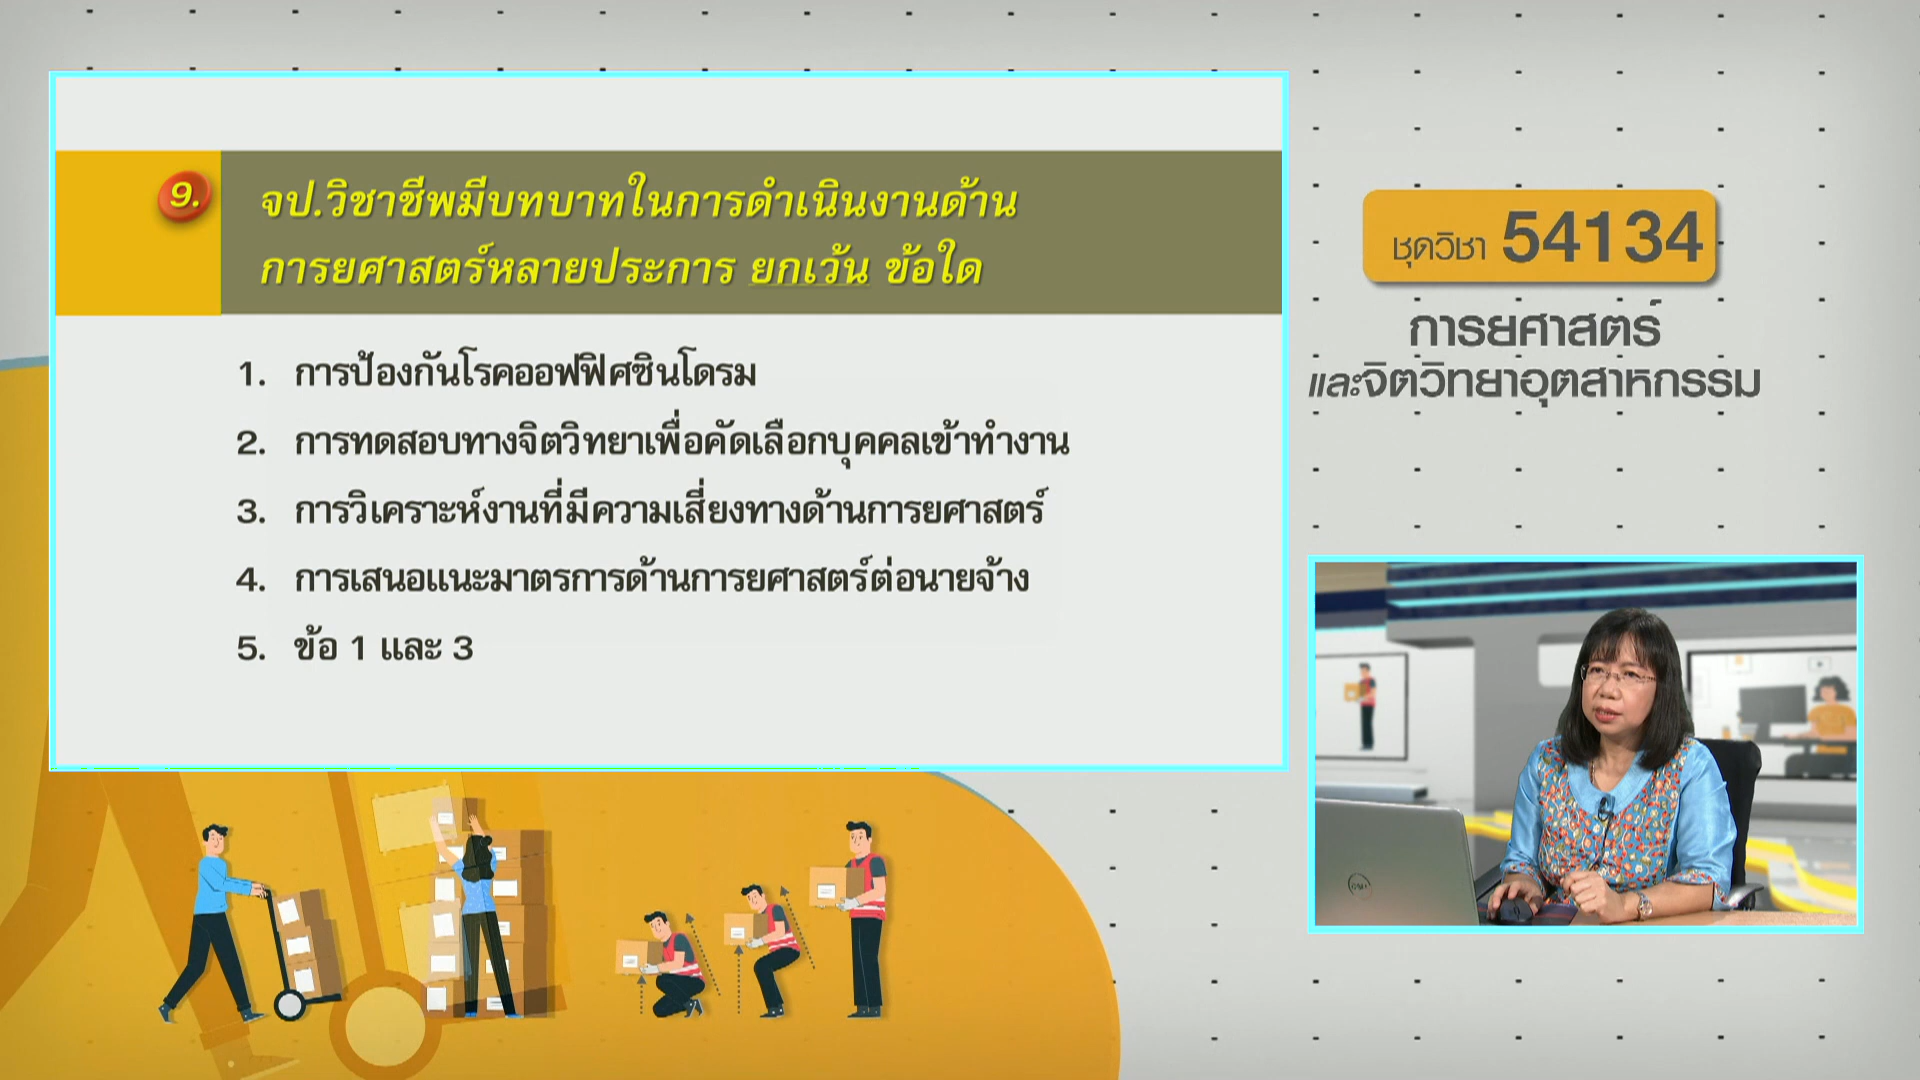 9.
จป.วิชาชีพมีบทบาทในการดำเนินงานด้าน
การยศาสตร์หลายประการ ยกเว้น ข้อใด
1. การป้องกันโรคออฟฟิศซินโดรม
2. การทดสอบทางจิตวิทยาเพื่อคัดเลือกบุคคลเข้าทำงาน
3. การวิเคราะห์งานที่มีความเสี่ยงทางด้านการยศาสตร์
4. การเสนอแนะมาตรการด้านการยศาสตร์ต่อนายจ้าง
5. ข้อ 1 และ 3
ชุดวิชา 54134
การยศาสตร์
และจิตวิทยาอุตสาหกรรม
DELL